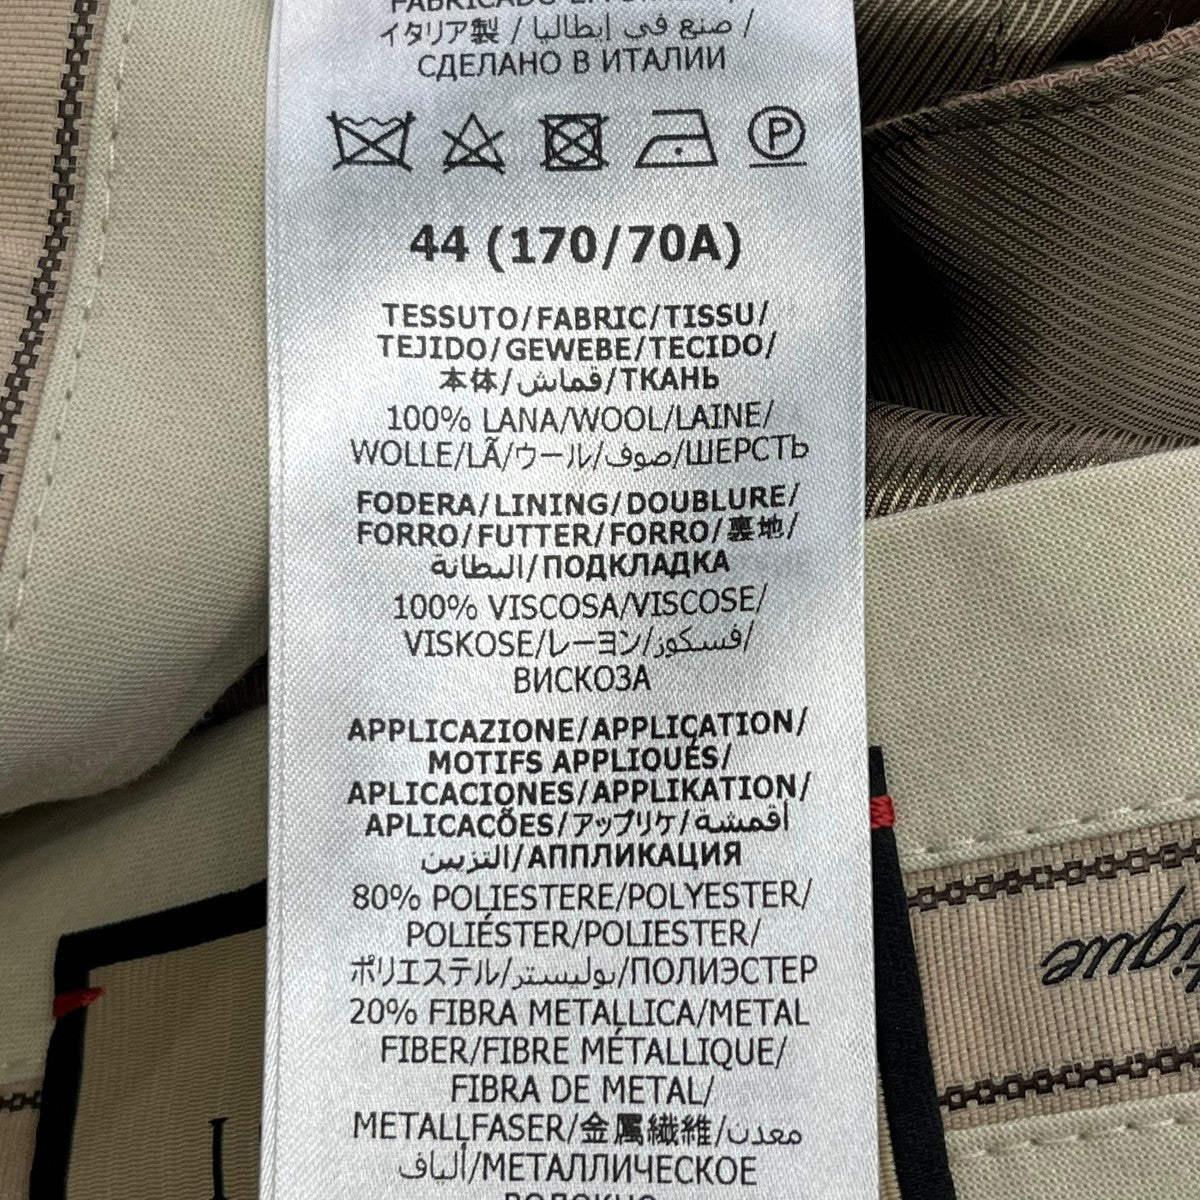 イタリア製 / صنع في إيطاليا /
СДЕЛАНО В ИТАЛИИ
P
44 (170/70A)
TESSUTO/FABRIC/TISSU/
TEJIDO/GEWEBE/TECIDO/
本体/قماش/ТКАНЬ
100% LANA/WOOL/LAINE/
WOLLE/LÃ/ウール/صوف/ШЕРСТЬ
FODERA/LINING/DOUBLURE/
FORRO/FUTTER/FORRO/裏地/
البطانة/ПОДКЛАДКА
100% VISCOSA/VISCOSE/
VISKOSE/レーヨン/فسكوز/
ВИСКОЗА
APPLICAZIONE/APPLICATION/
MOTIFS APPLIQUÉS/
APLICACIONES/APPLIKATION/
APLICACÕES/アップリケ/أقمشة
التزيين/АППЛИКАЦИЯ
80% POLIESTERE/POLYESTER/
POLIÉSTER/POLIESTER/
ポリエステル/بوليستر/ПОЛИЭСТЕР
20% FIBRA METALLICA/METAL
FIBER/FIBRE MÉTALLIQUE/
FIBRA DE METAL/
METALLFASER/金属繊維/معدن
ألياف/МЕТАЛЛИЧЕСКОЕ